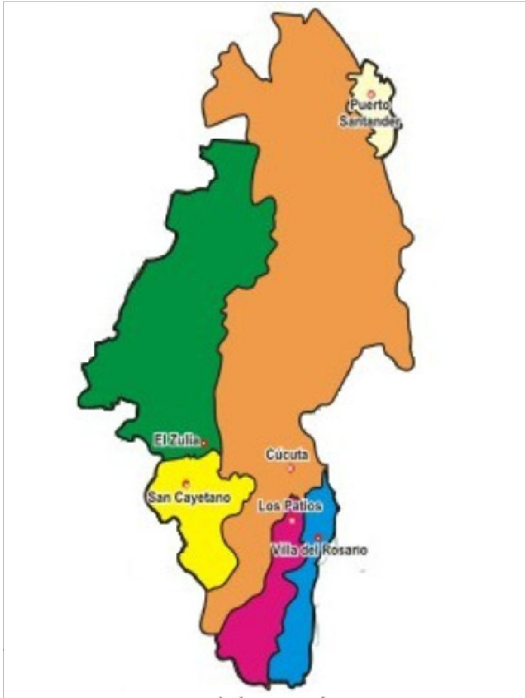 Puerto
Santander
El Zulia
Cúcuta
San Cayetano
Los Patios
Villa del Rosario